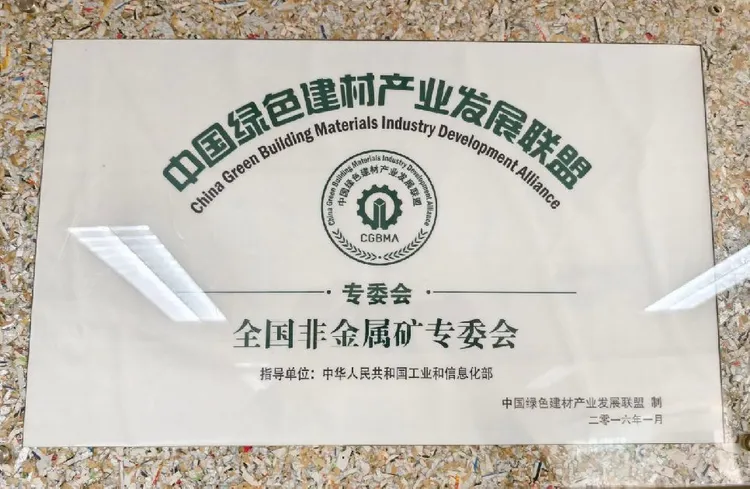 中国绿色建材产业发展联盟
China Green Building Materials Industry Development Alliance
China Green Building Materials Industry Development Alliance
中国绿色建材产业发展联盟
CGBMA
专委会
全国非金属矿专委会
指导单位：中华人民共和国工业和信息化部
中国绿色建材产业发展联盟 制
二零一六年一月